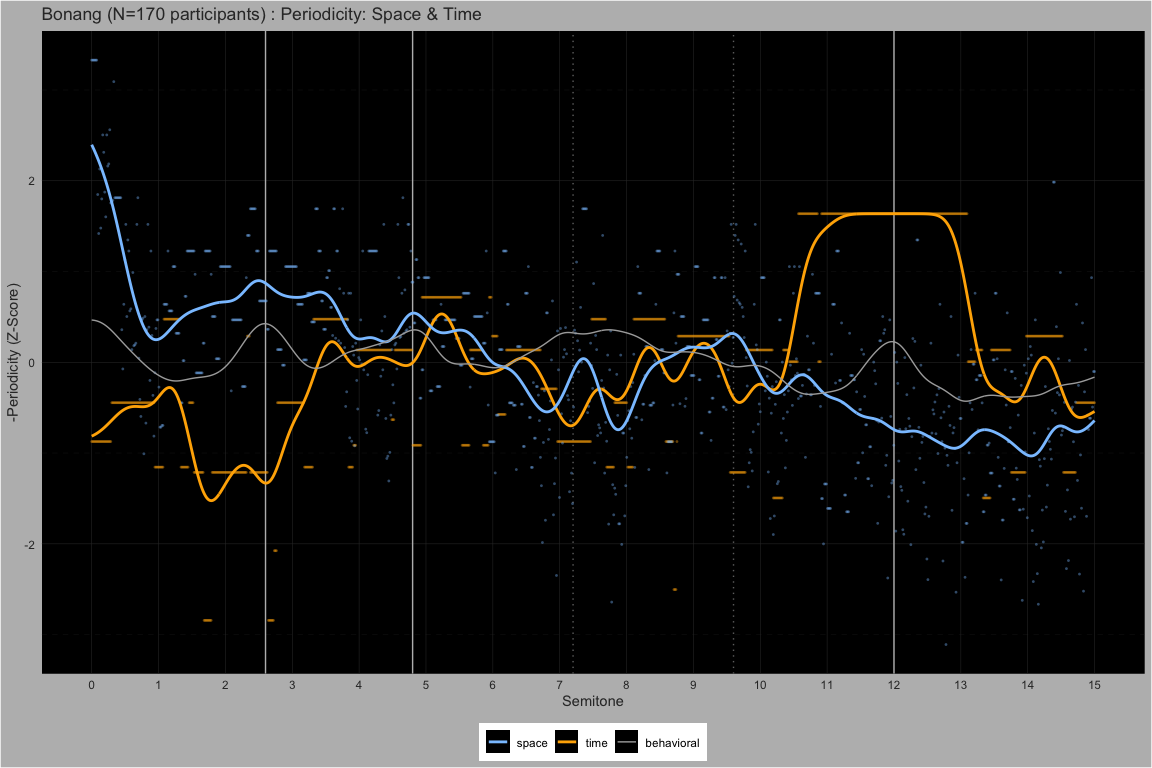 Bonang (N=170 participants) : Periodicity: Space & Time
-Periodicity (Z-Score)
2
0
-2
0 1 2 3 4 5 6 7 8 9 10 11 12 13 14 15
Semitone
space time behavioral